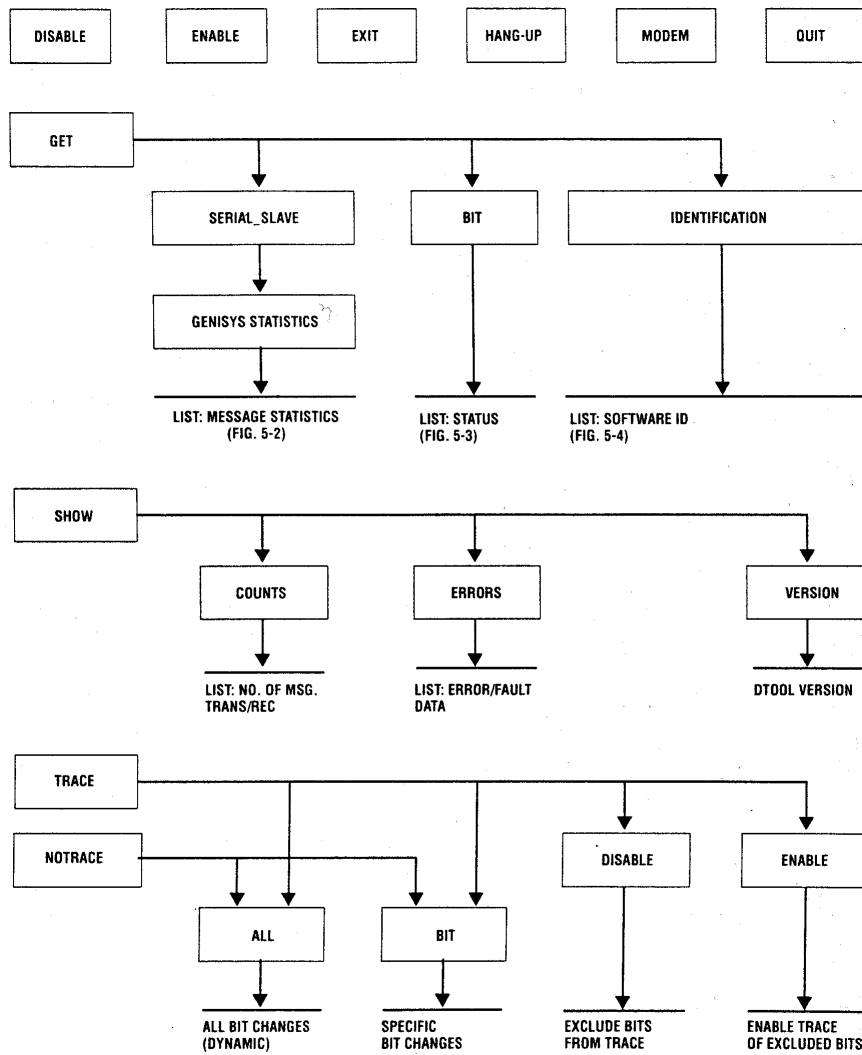 DISABLE
ENABLE
EXIT
HANG-UP
MODEM
QUIT
GET
SERIAL_SLAVE
BIT
IDENTIFICATION
GENISYS STATISTICS
LIST: MESSAGE STATISTICS
(FIG. 5-2)
LIST: STATUS
(FIG. 5-3)
LIST: SOFTWARE ID
(FIG. 5-4)
SHOW
COUNTS
ERRORS
VERSION
LIST: NO. OF MSG.
TRANS/REC
LIST: ERROR/FAULT
DATA
DTOOL VERSION
TRACE
NOTRACE
DISABLE
ENABLE
ALL
BIT
ALL BIT CHANGES
(DYNAMIC)
SPECIFIC
BIT CHANGES
EXCLUDE BITS
FROM TRACE
ENABLE TRACE
OF EXCLUDED BITS